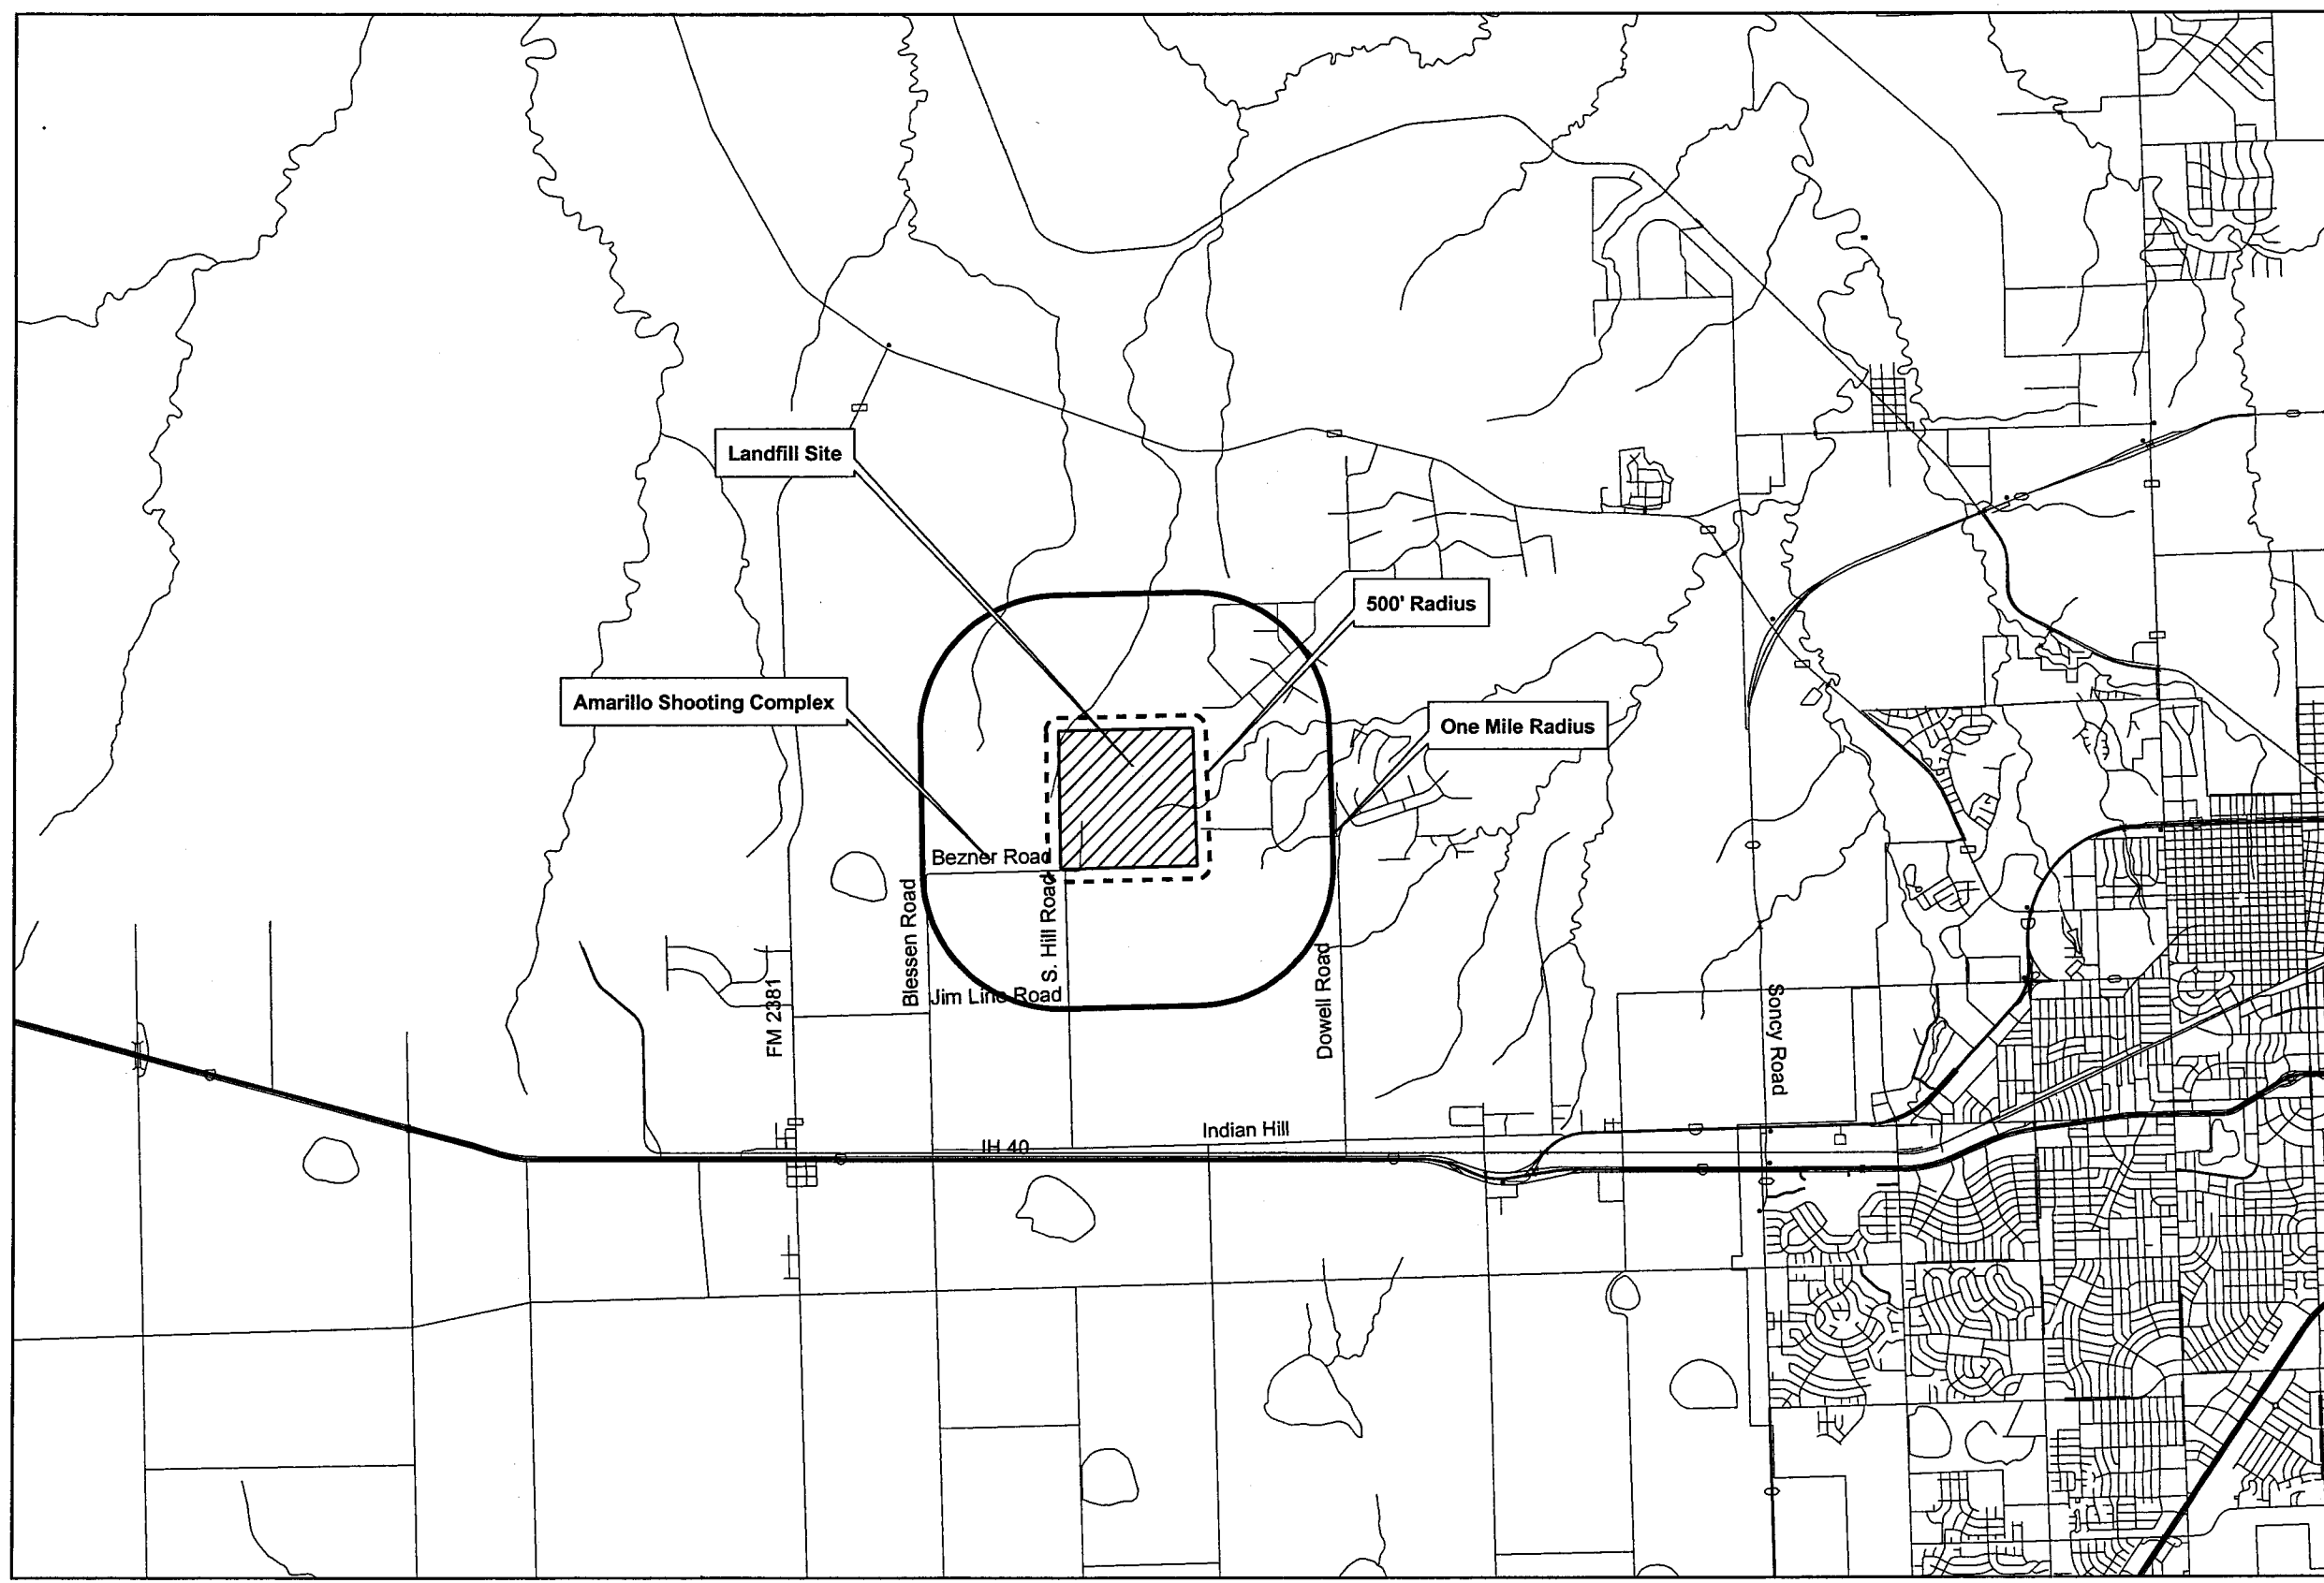 Landfill Site
500' Radius
Amarillo Shooting Complex
One Mile Radius
Bezner Road
Blessen Road
S. Hill Road
Jim Line Road
FM 2381
Dowell Road
Soncy Road
Indian Hill
IH 40